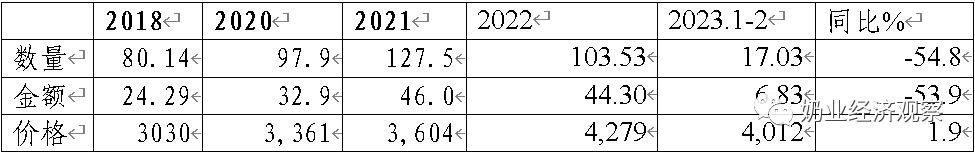 2018 2020 2021 2022 2023.1-2 同比%
数量 80.14 97.9 127.5 103.53 17.03 -54.8
金额 24.29 32.9 46.0 44.30 6.83 -53.9
价格 3030 3,361 3,604 4,279 4,012 1.9
奶业经济观察